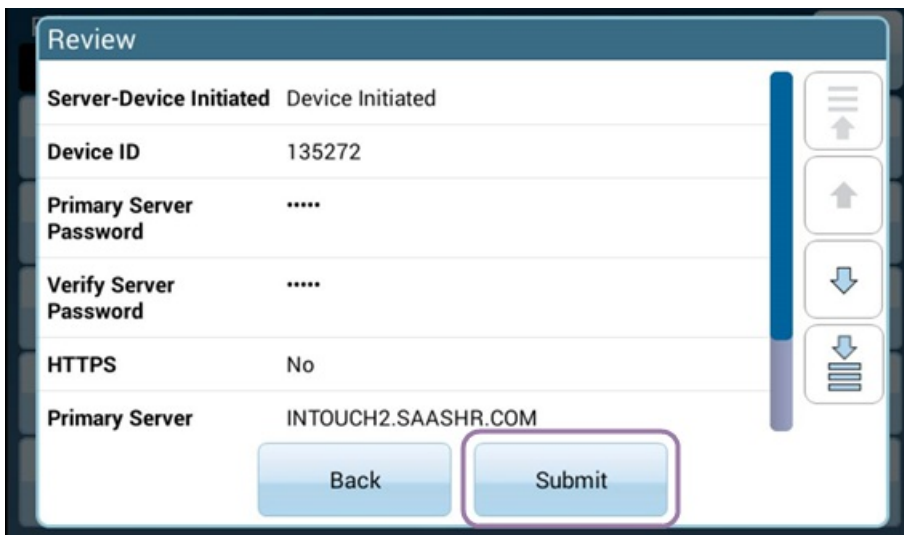 Review
Server-Device Initiated Device Initiated
Device ID 135272
Primary Server •••••
Password
Verify Server •••••
Password
HTTPS No
Primary Server INTOUCH2.SAASHR.COM
Back Submit